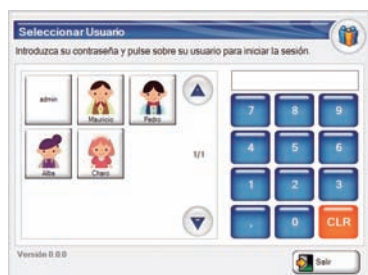 Seleccionar Usuario
Introduzca su contraseña y pulse sobre su usuario para iniciar la sesión.
admin
Mauricio
Pedro
Alba
Charo
1/1
7 8 9
4 5 6
1 2 3
. 0 CLR
Versión 0.0.0
Salir